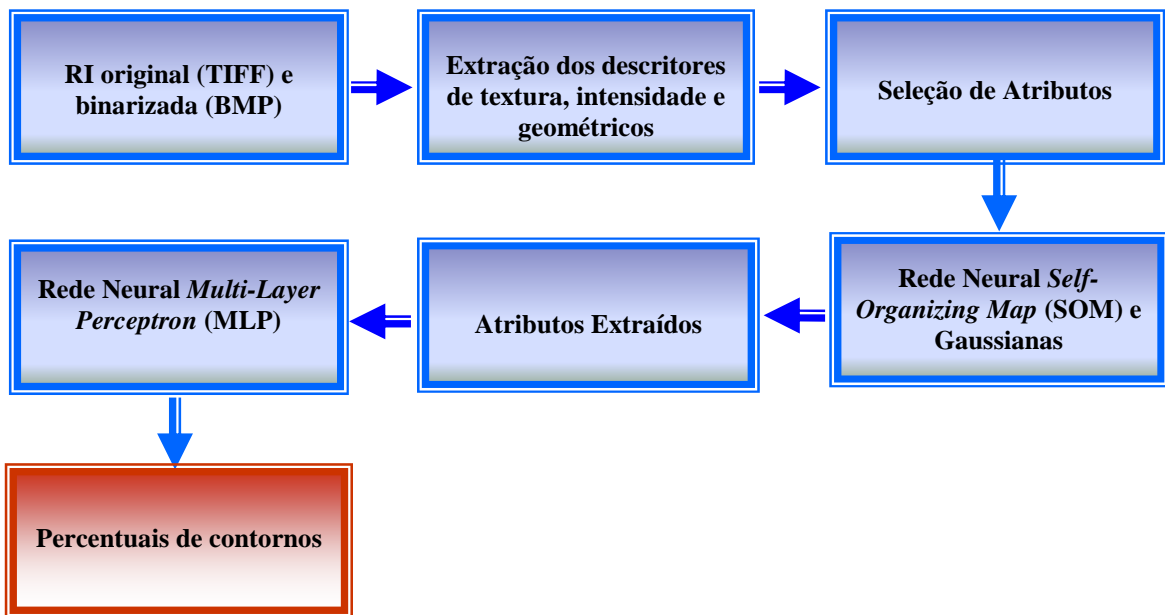 RI original (TIFF) e
binarizada (BMP)
Extração dos descritores
de textura, intensidade e
geométricos
Seleção de Atributos
Rede Neural Self-
Organizing Map (SOM) e
Gaussianas
Atributos Extraídos
Rede Neural Multi-Layer
Perceptron (MLP)
Percentuais de contornos